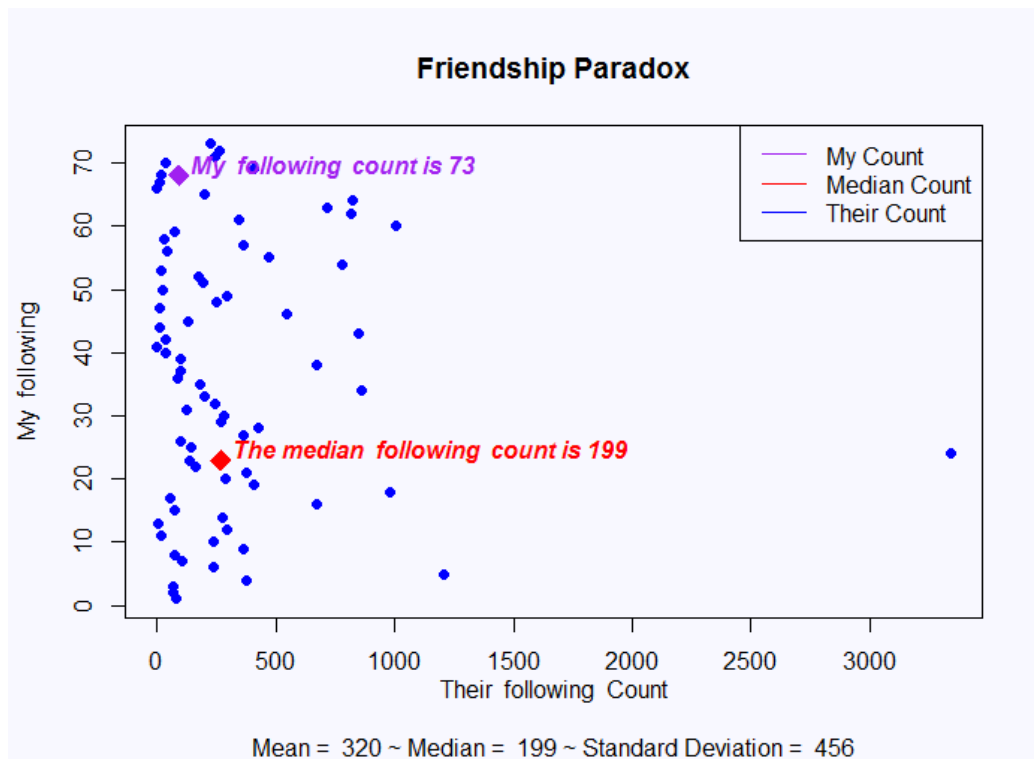 Friendship Paradox
My following count is 73
My Count
Median Count
Their Count
The median following count is 199
My following
70
60
50
40
30
20
10
0
0 500 1000 1500 2000 2500 3000
Their following Count
Mean = 320 ~ Median = 199 ~ Standard Deviation = 456